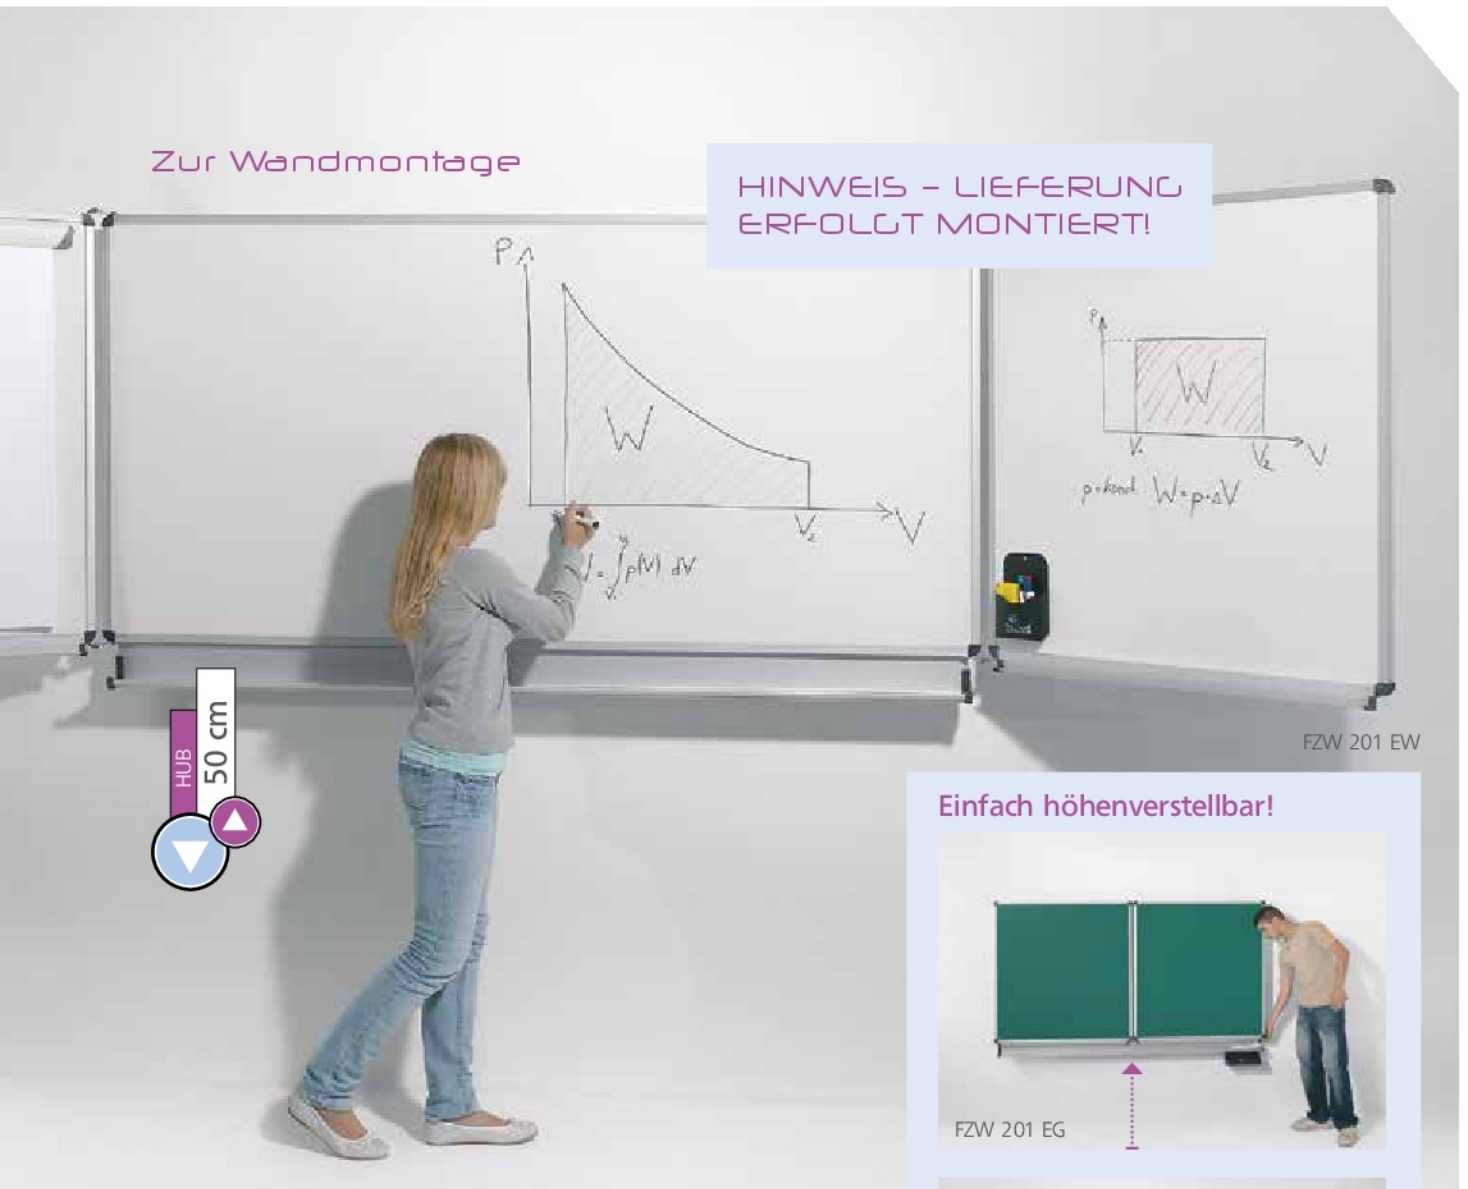 Zur Wandmontage
HINWEIS – LIEFERUNG
ERFOLGT MONTIERT!
P
W
V₂
V
p(V) dV
P
W
V₁
V₂
V
W=p·ΔV
HUB
50 cm
FZW 201 EW
Einfach höhenverstellbar!
FZW 201 EG